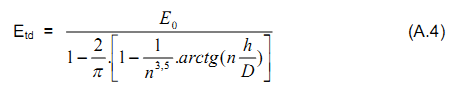 E_td = E_0 / (1 - 2/π . [1 - 1/n^3,5 . arctg(n h/D)]) (A.4)